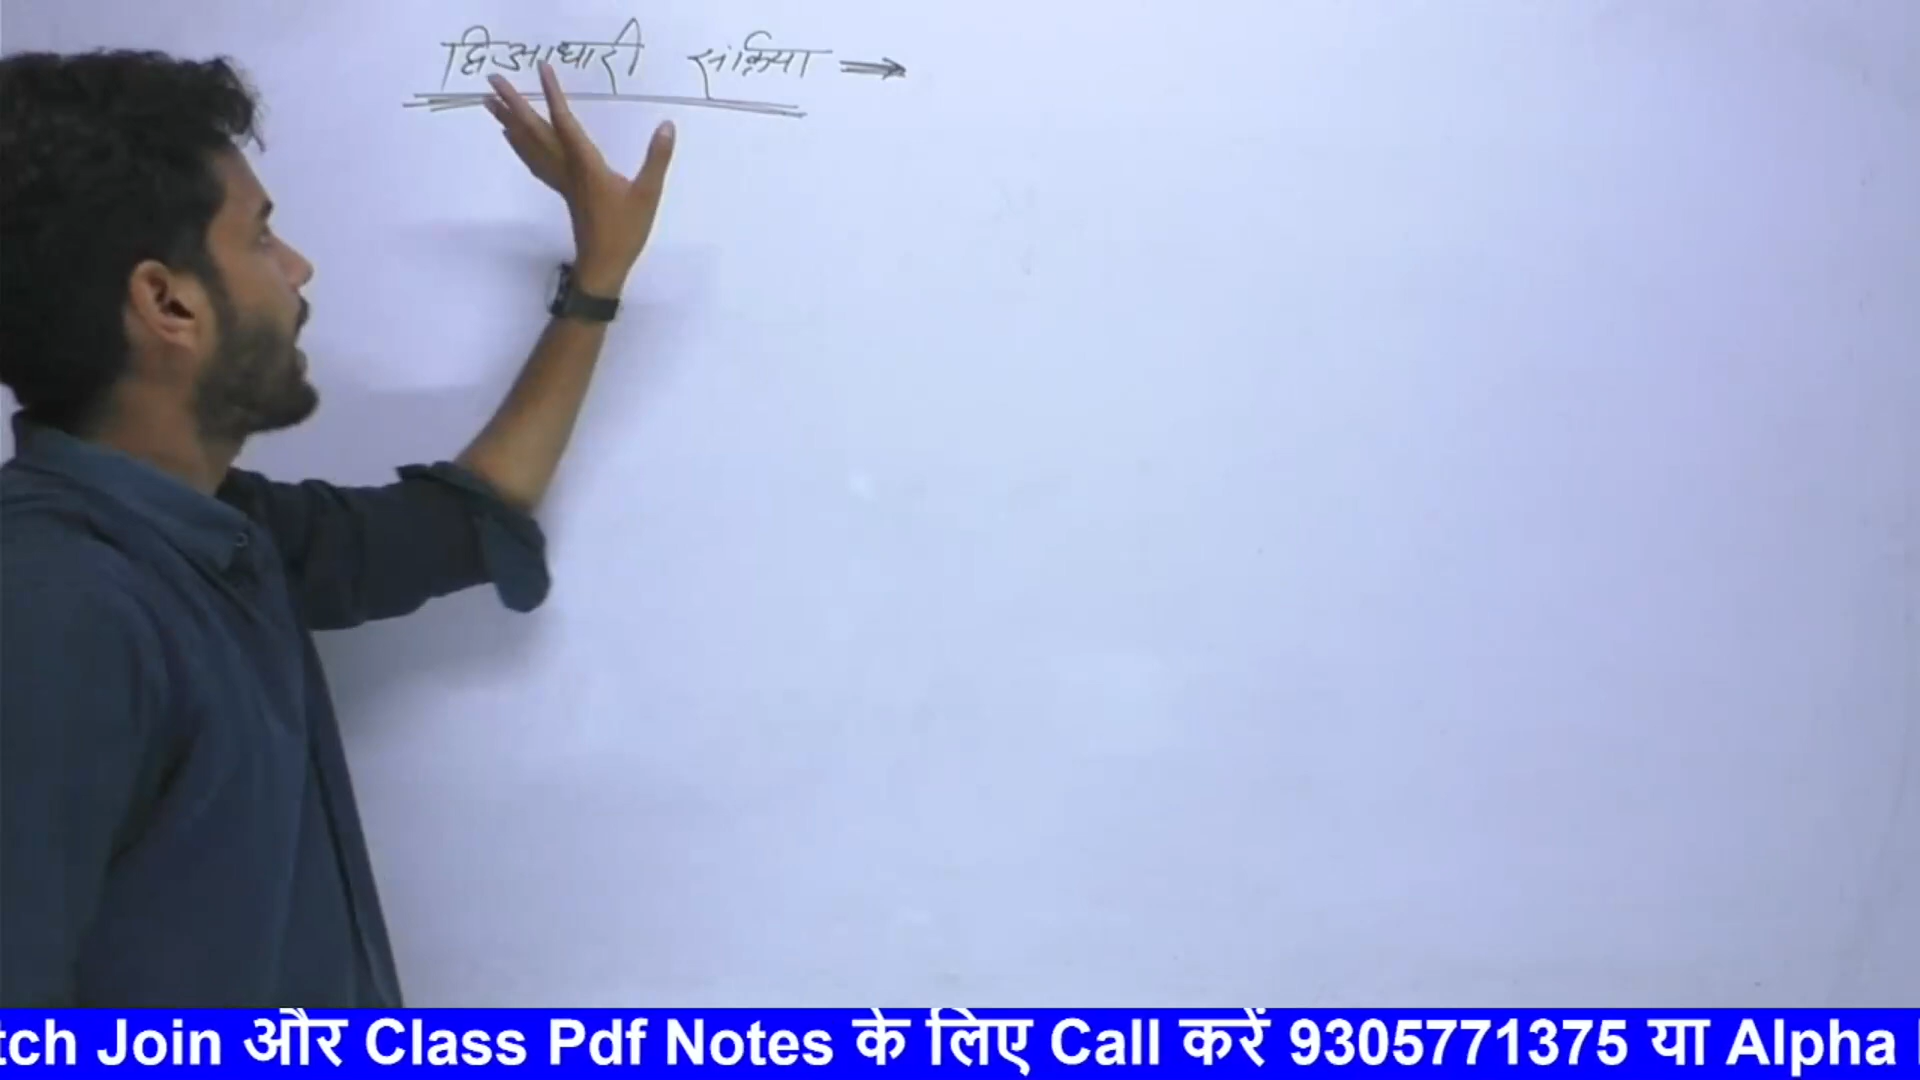 द्विआधारी संक्रिया →
tch Join और Class Pdf Notes के लिए Call करें 9305771375 या Alpha